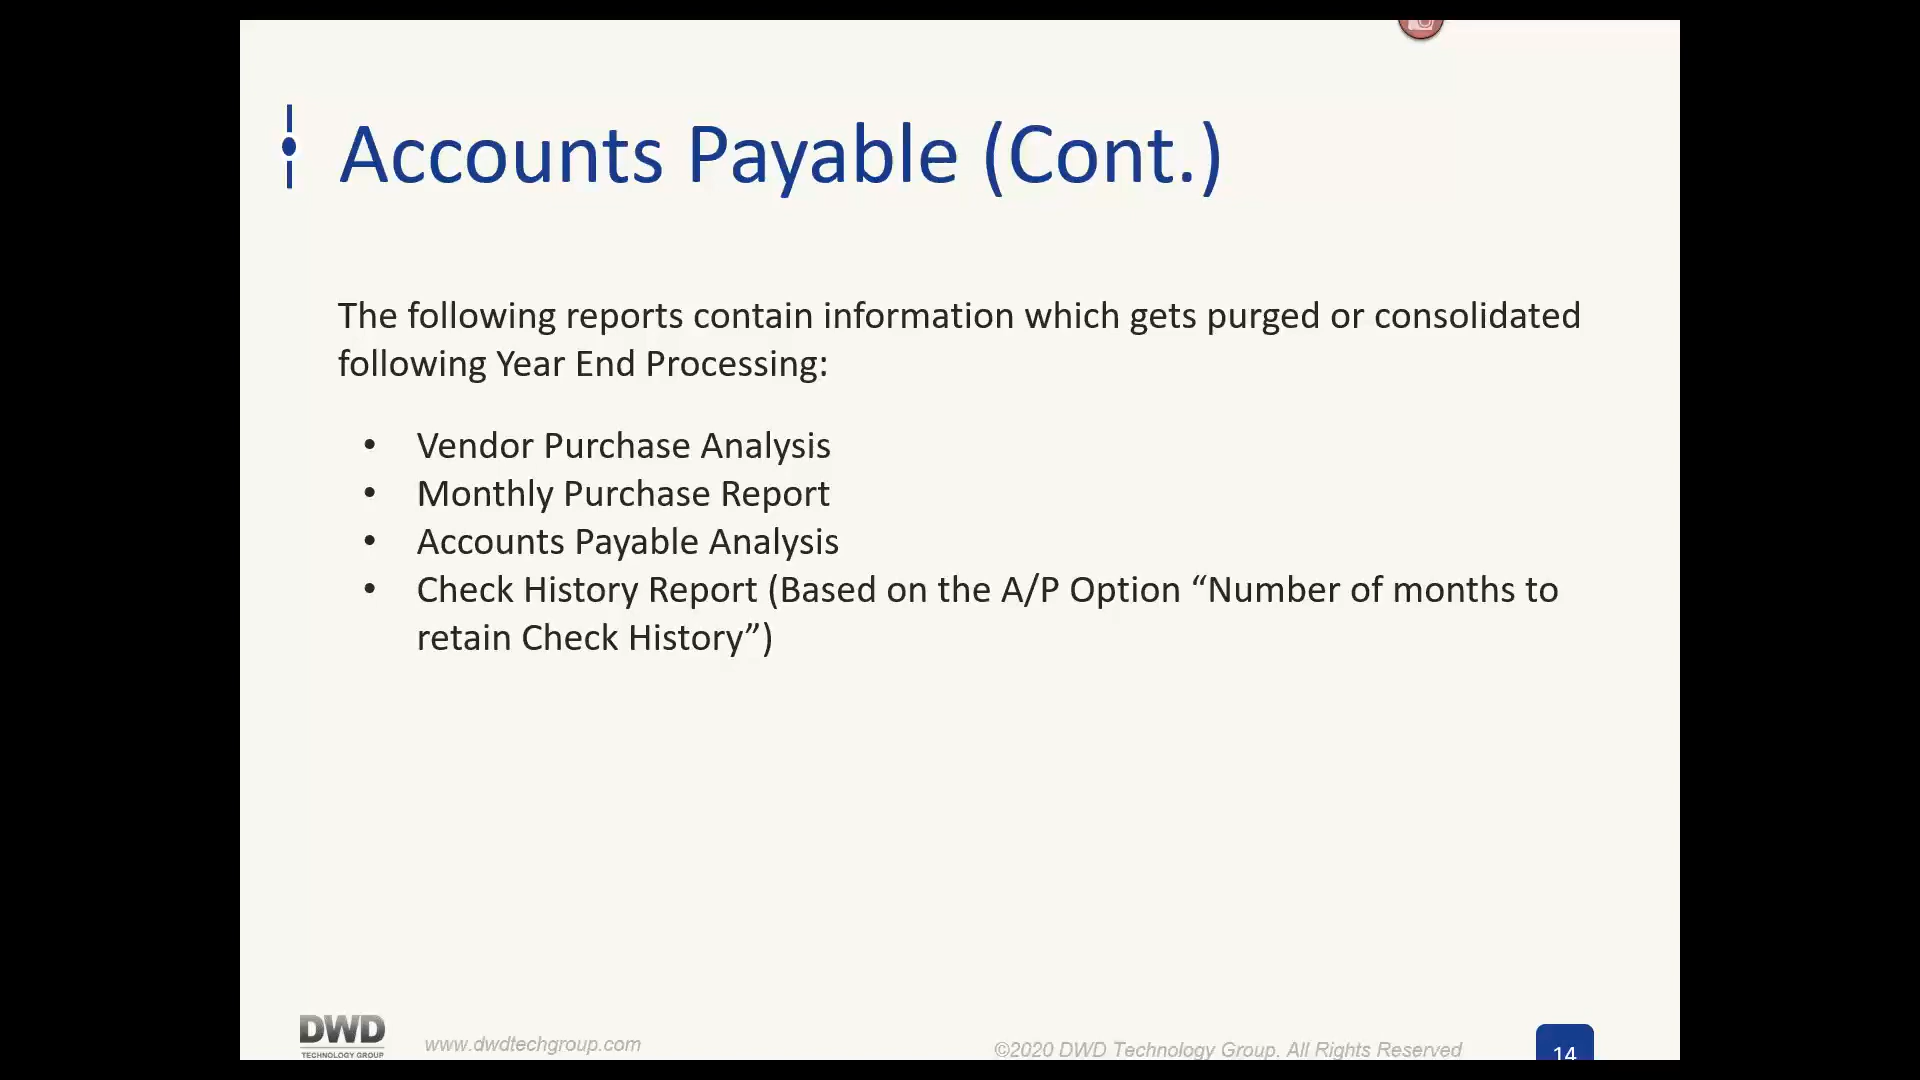 Accounts Payable (Cont.)
The following reports contain information which gets purged or consolidated
following Year End Processing:
• Vendor Purchase Analysis
• Monthly Purchase Report
• Accounts Payable Analysis
• Check History Report (Based on the A/P Option “Number of months to
retain Check History”)
DWD
TECHNOLOGY GROUP
www.dwdtechgroup.com
©2020 DWD Technology Group. All Rights Reserved
14